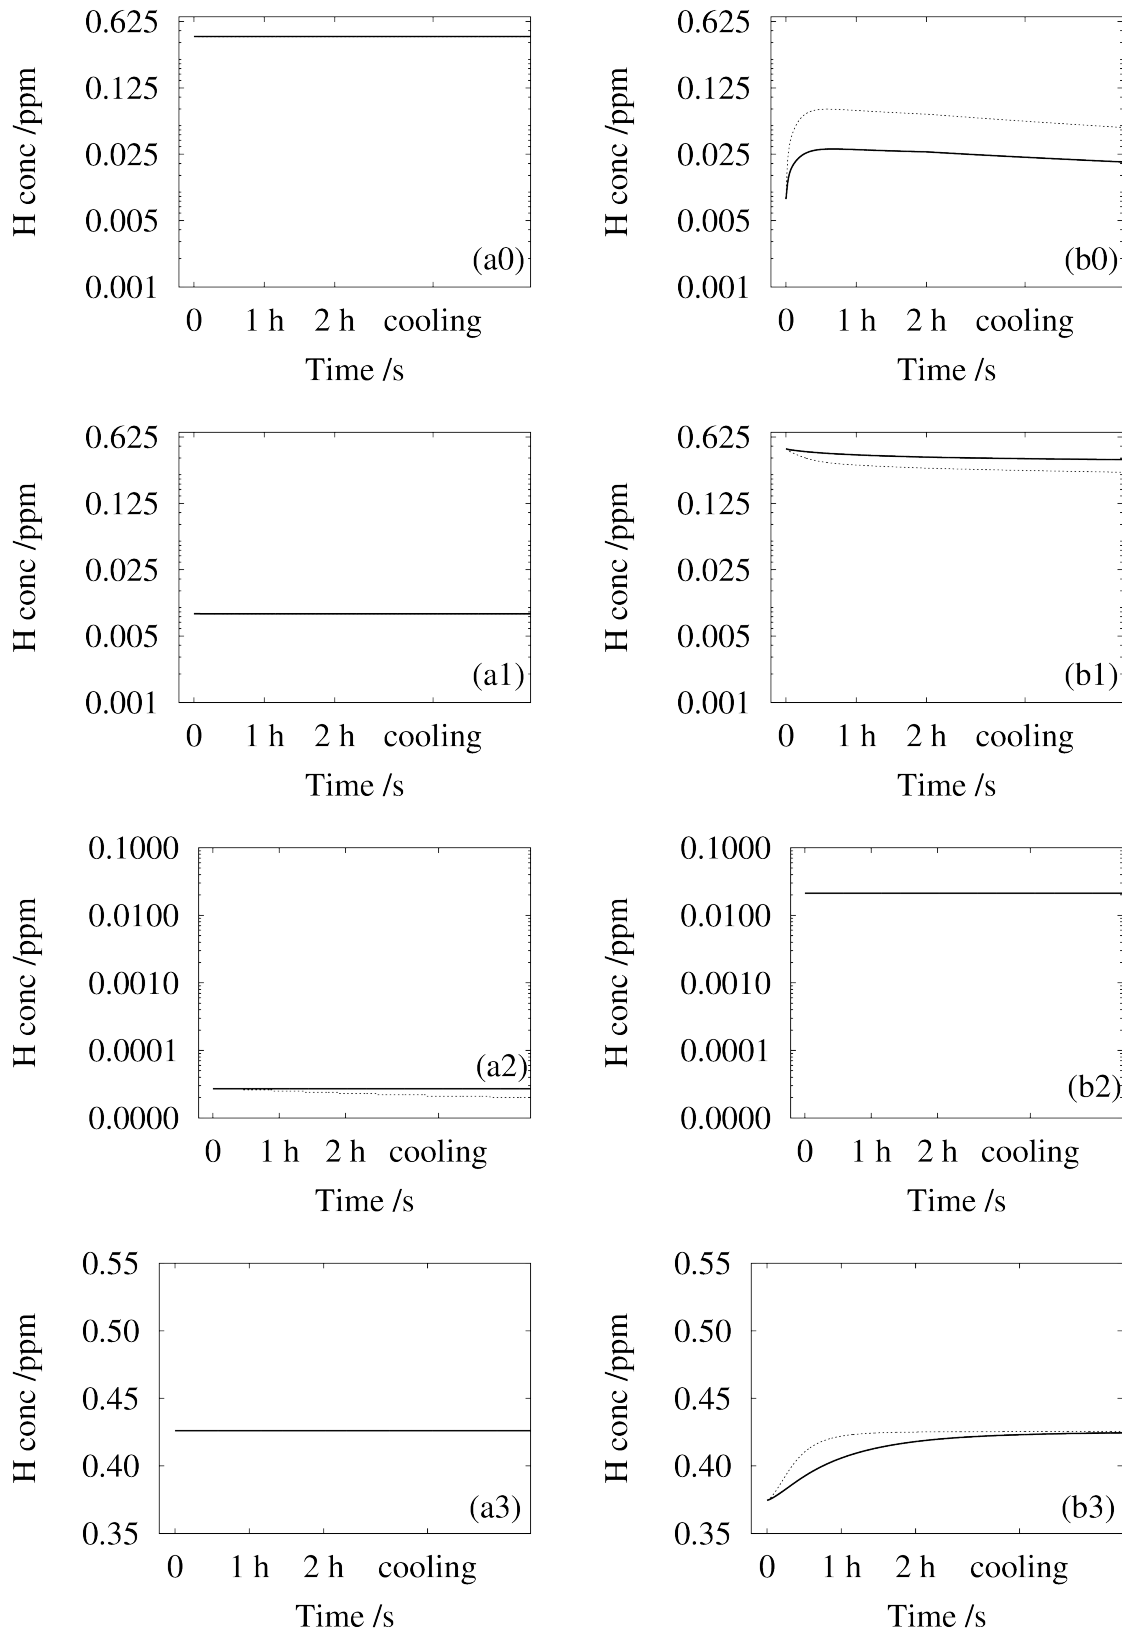 0.625
0.125
0.025
0.005
0.001
H conc /ppm
(a0)
0 1 h 2 h cooling
Time /s
0.625
0.125
0.025
0.005
0.001
H conc /ppm
(b0)
0 1 h 2 h cooling
Time /s
0.625
0.125
0.025
0.005
0.001
H conc /ppm
(a1)
0 1 h 2 h cooling
Time /s
0.625
0.125
0.025
0.005
0.001
H conc /ppm
(b1)
0 1 h 2 h cooling
Time /s
0.1000
0.0100
0.0010
0.0001
0.0000
H conc /ppm
(a2)
0 1 h 2 h cooling
Time /s
0.1000
0.0100
0.0010
0.0001
0.0000
H conc /ppm
(b2)
0 1 h 2 h cooling
Time /s
0.55
0.50
0.45
0.40
0.35
H conc /ppm
(a3)
0 1 h 2 h cooling
Time /s
0.55
0.50
0.45
0.40
0.35
H conc /ppm
(b3)
0 1 h 2 h cooling
Time /s